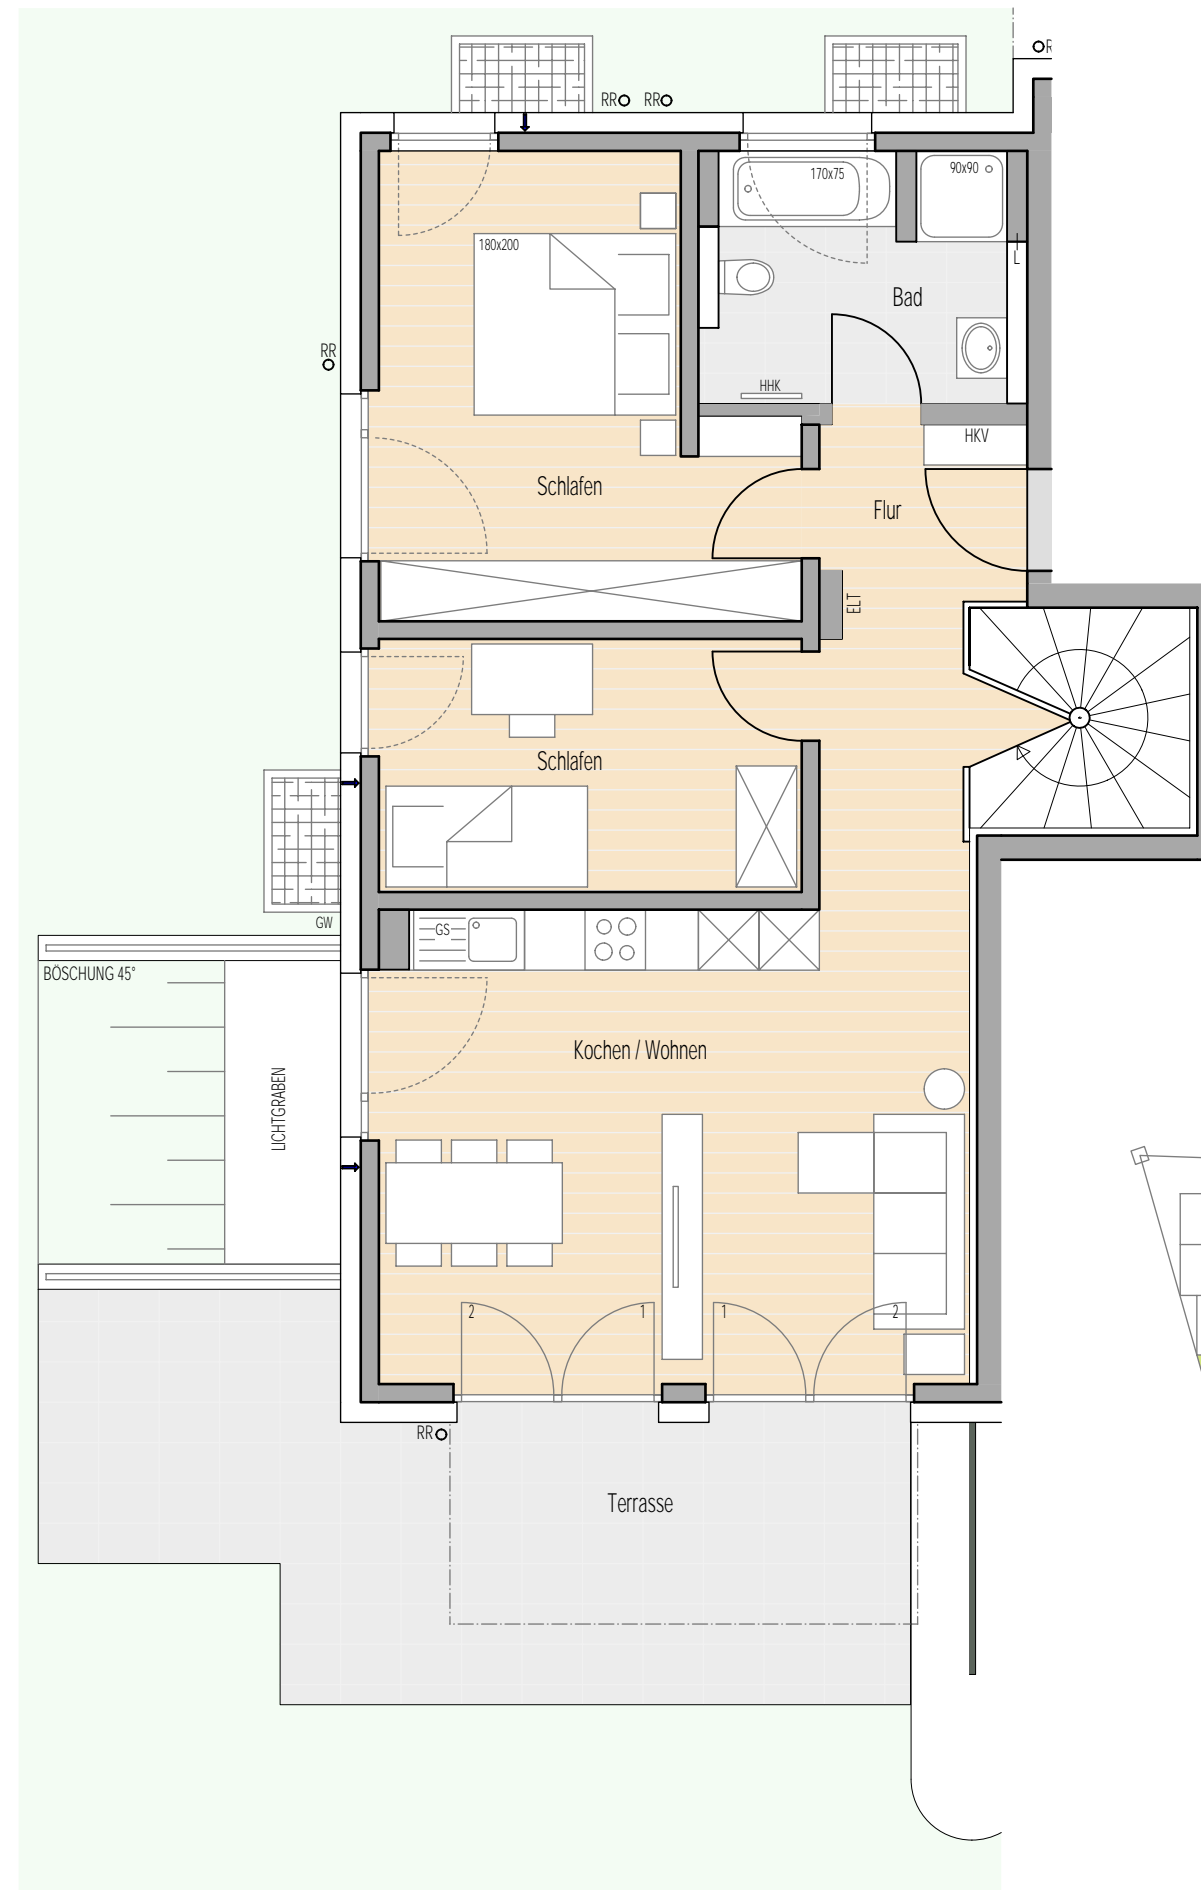 R
RR RR
170x75
90x90
180x200
L
Bad
RR
HHK
HKV
Schlafen
Flur
ELT
Schlafen
GW
GS
BÖSCHUNG 45°
LICHTGRABEN
Kochen / Wohnen
2
1
1
2
RR
Terrasse